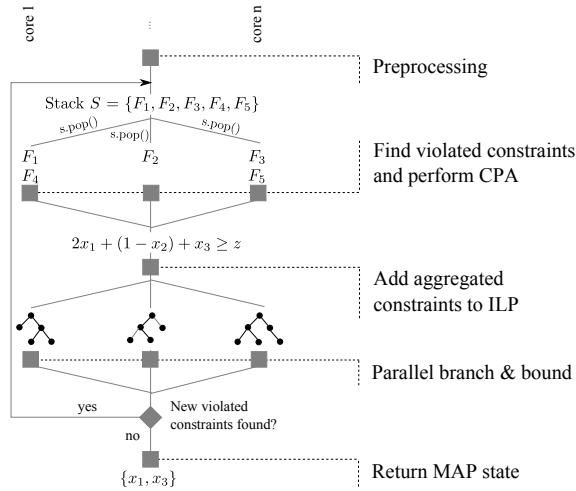 core 1
...
core n
Preprocessing
Stack S = {F₁, F₂, F₃, F₄, F₅}
s.pop()
s.pop()
s.pop()
F₁
F₂
F₃
F₄
F₅
Find violated constraints
and perform CPA
2x₁ + (1 − x₂) + x₃ ≥ z
Add aggregated
constraints to ILP
Parallel branch & bound
yes
New violated
constraints found?
no
Return MAP state
{x₁, x₃}